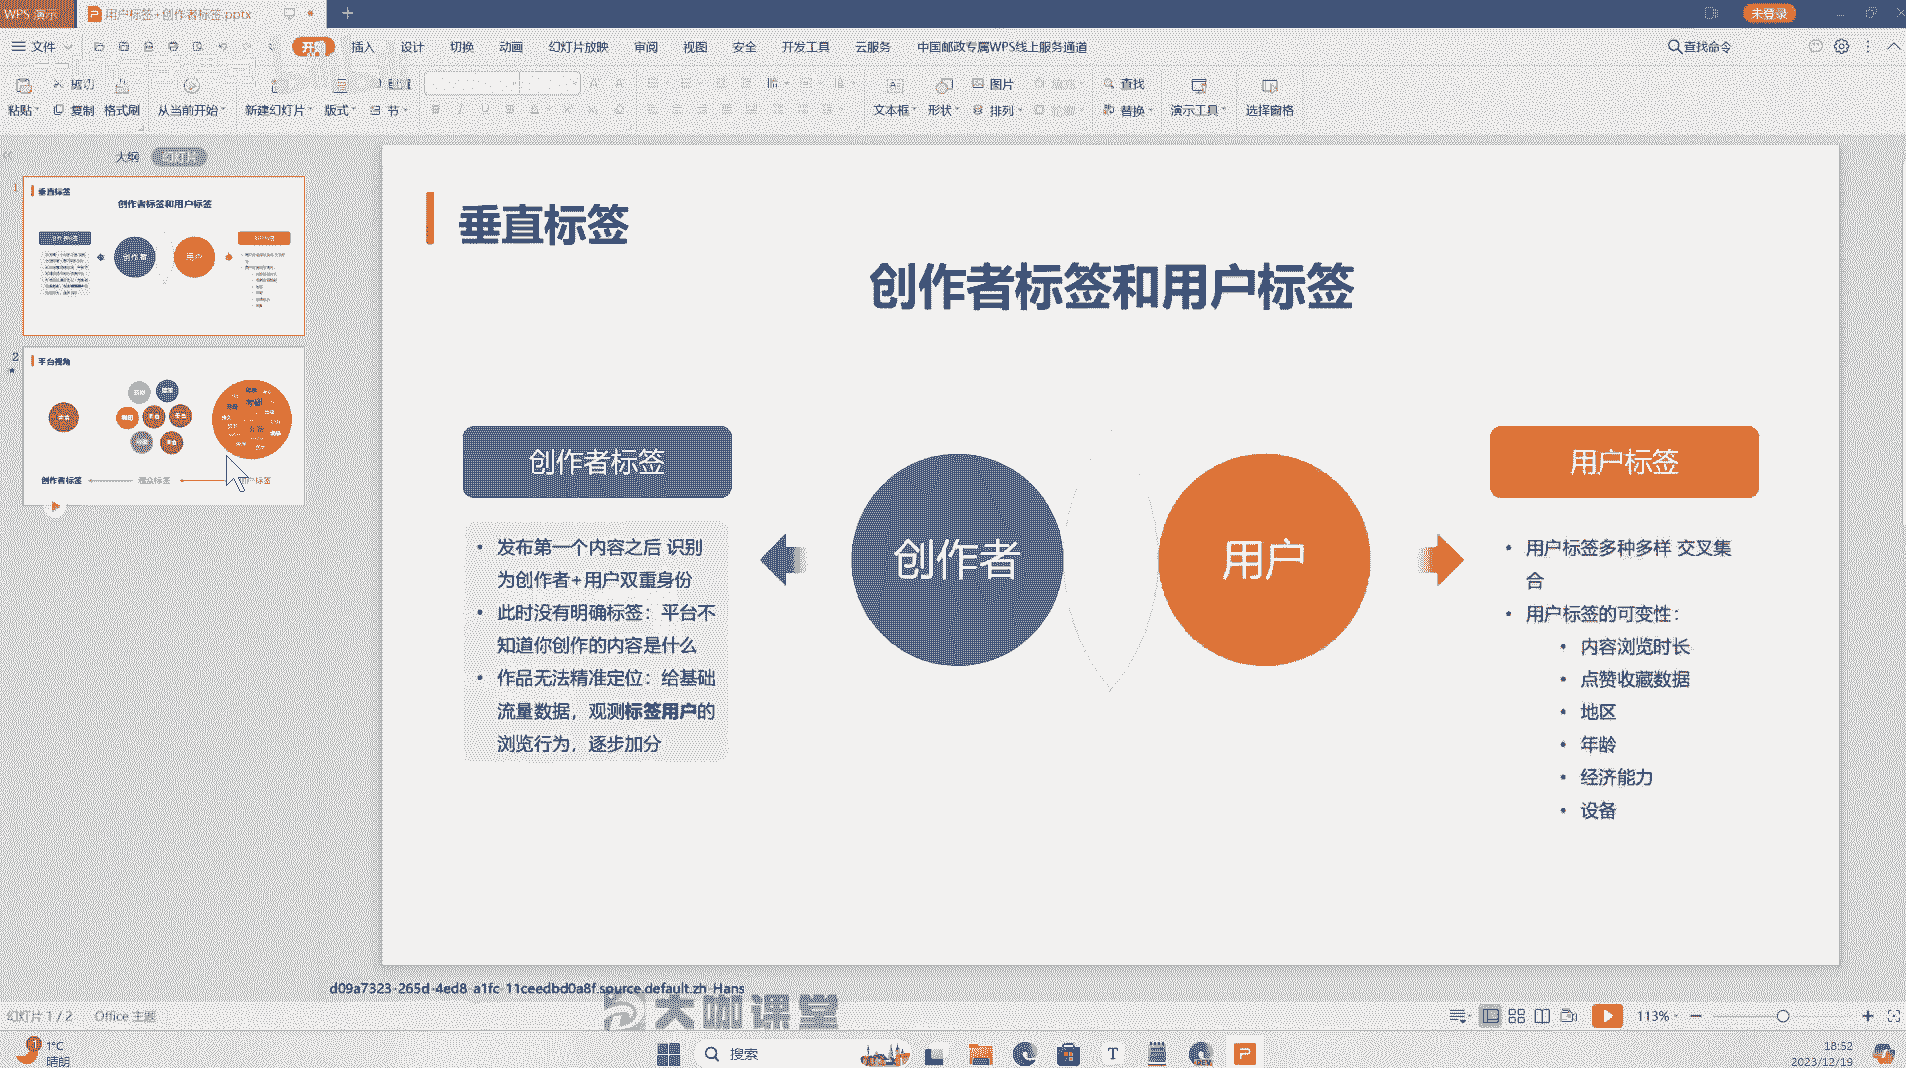 WPS 演示
用户标签+创作者标签.pptx
未登录
文件
开始
插入
设计
切换
动画
幻灯片放映
审阅
视图
安全
开发工具
云服务
中国邮政专属WPS线上服务通道
查找命令
粘贴
剪切
复制
格式刷
从当前开始
新建幻灯片
版式
重置
节
文本框
形状
图片
排列
填充
轮廓
查找
替换
演示工具
选择窗格
大纲
幻灯片
1
垂直标签
创作者标签和用户标签
创作者
用户
2
平台视角
创作者标签
垂直标签
创作者标签和用户标签
创作者标签
发布第一个内容之后 识别
为创作者+用户双重身份
此时没有明确标签：平台不
知道你创作的内容是什么
作品无法精准定位：给基础
流量数据，观测标签用户的
浏览行为，逐步加分
创作者
用户
用户标签
用户标签多种多样 交叉集
合
用户标签的可变性：
内容浏览时长
点赞收藏数据
地区
年龄
经济能力
设备
d09a7323-265d-4ed8-a1fc-11ceedbd0a8f.source.default.zh-Hans
大咖课堂
幻灯片 1 / 2
Office 主题
113%
1°C
晴朗
搜索
18:52
2023/12/19